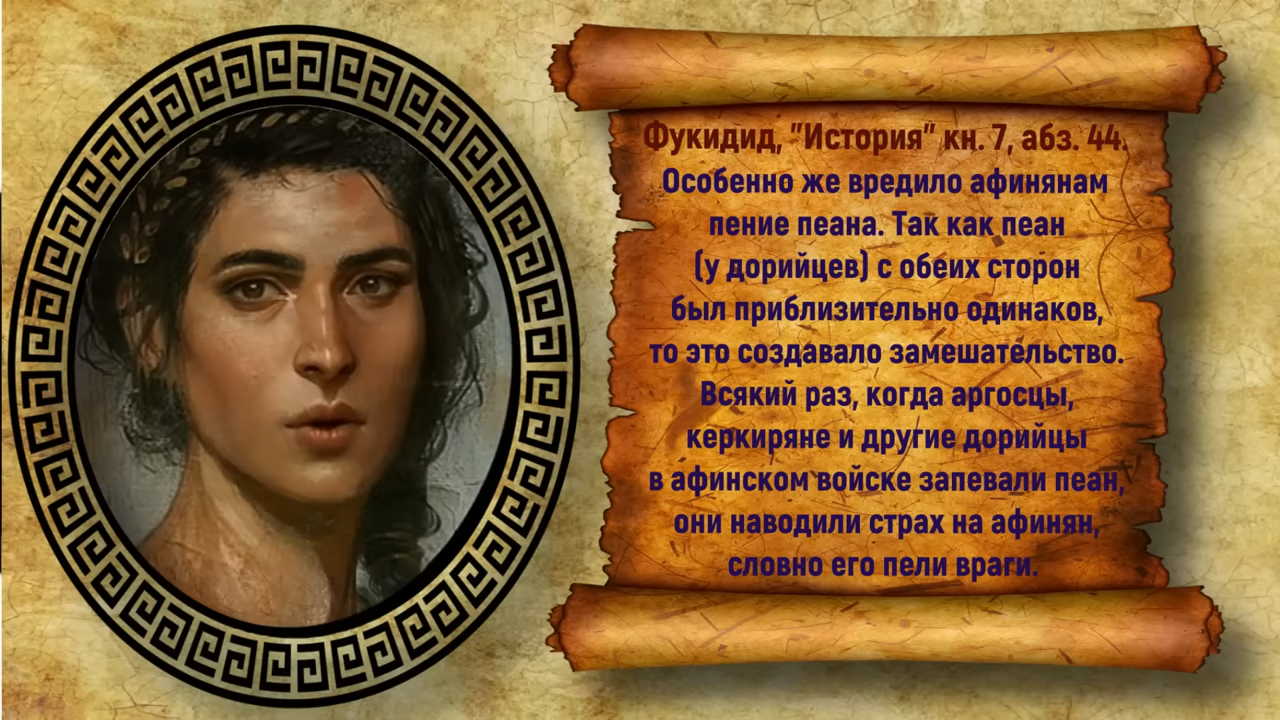 Фукидид, "История" кн. 7, абз. 44.
Особенно же вредило афинянам
пение пеана. Так как пеан
(у дорийцев) с обеих сторон
был приблизительно одинаков,
то это создавало замешательство.
Всякий раз, когда аргосцы,
керкиряне и другие дорийцы
в афинском войске запевали пеан,
они наводили страх на афинян,
словно его пели враги.